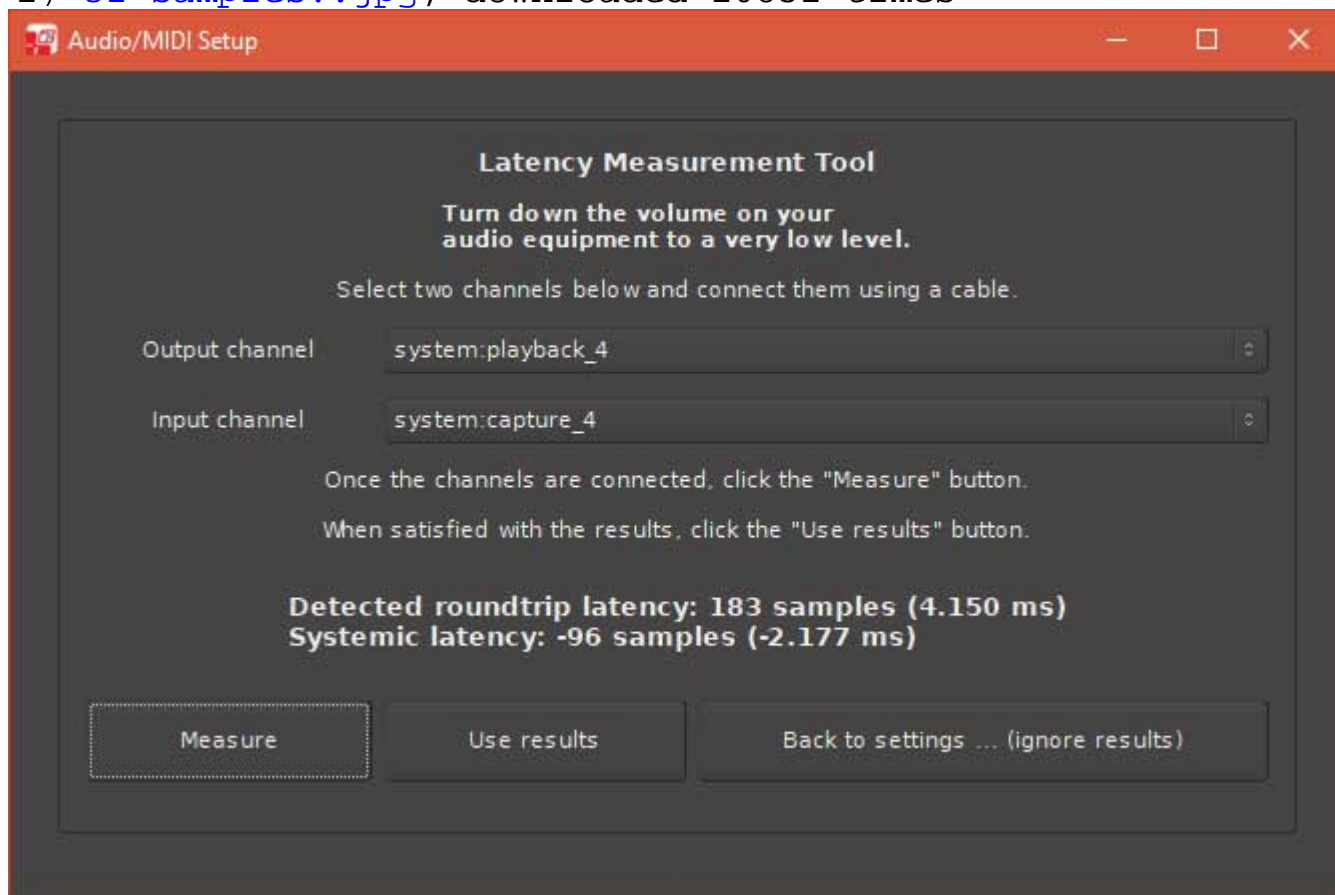 Audio/MIDI Setup
Latency Measurement Tool
Turn down the volume on your
audio equipment to a very low level.
Select two channels below and connect them using a cable.
Output channel system:playback_4
Input channel system:capture_4
Once the channels are connected, click the "Measure" button.
When satisfied with the results, click the "Use results" button.
Detected roundtrip latency: 183 samples (4.150 ms)
Systemic latency: -96 samples (-2.177 ms)
Measure Use results Back to settings ... (ignore results)